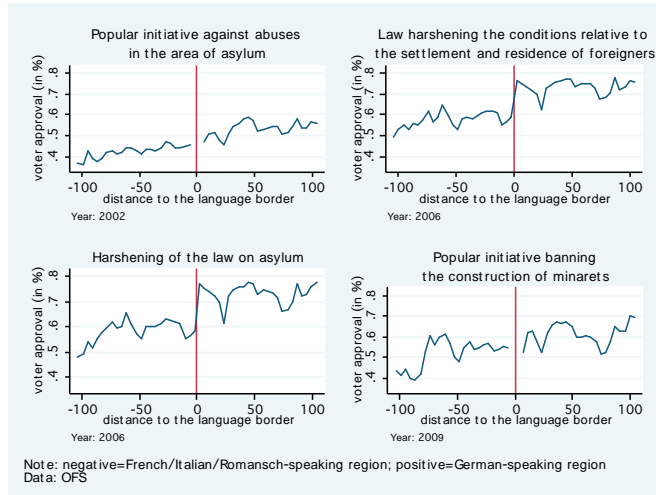 Popular initiative against abuses
in the area of asylum
voter approval (in %)
.8
.7
.6
.5
.4
-100 -50 0 50 100
distance to the language border
Year: 2002
Law harshening the conditions relative to
the settlement and residence of foreigners
voter approval (in %)
.8
.7
.6
.5
.4
-100 -50 0 50 100
distance to the language border
Year: 2006
Harshening of the law on asylum
voter approval (in %)
.8
.7
.6
.5
.4
-100 -50 0 50 100
distance to the language border
Year: 2006
Popular initiative banning
the construction of minarets
voter approval (in %)
.8
.7
.6
.5
.4
-100 -50 0 50 100
distance to the language border
Year: 2009
Note: negative=French/Italian/Romansch-speaking region; positive=German-speaking region
Data: OFS